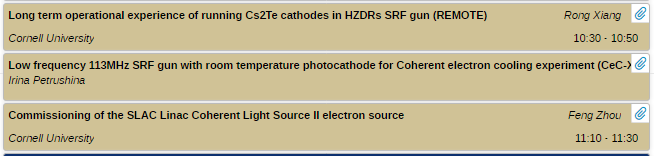 Long term operational experience of running Cs2Te cathodes in HZDRs SRF gun (REMOTE) Rong Xiang
Cornell University 10:30 - 10:50
Low frequency 113MHz SRF gun with room temperature photocathode for Coherent electron cooling experiment (CeC-X
Irina Petrushina
Commissioning of the SLAC Linac Coherent Light Source II electron source Feng Zhou
Cornell University 11:10 - 11:30